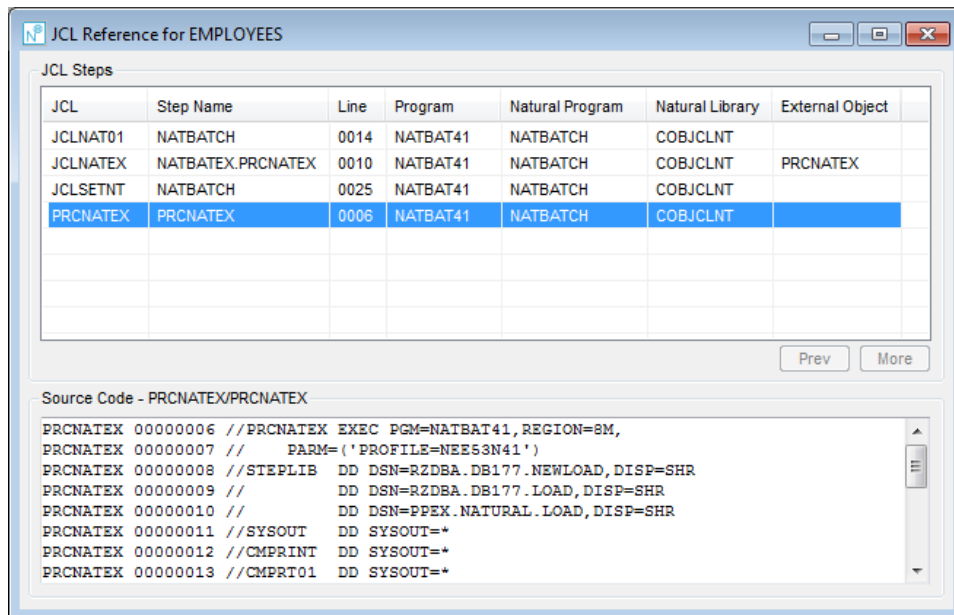 JCL Reference for EMPLOYEES
JCL Steps
JCL Step Name Line Program Natural Program Natural Library External Object
JCLNAT01 NATBATCH 0014 NATBAT41 NATBATCH COBJCLNT
JCLNATEX NATBATEX.PRCNATEX 0010 NATBAT41 NATBATCH COBJCLNT PRCNATEX
JCLSETNT NATBATCH 0025 NATBAT41 NATBATCH COBJCLNT
PRCNATEX PRCNATEX 0006 NATBAT41 NATBATCH COBJCLNT
Prev More
Source Code - PRCNATEX/PRCNATEX
PRCNATEX 00000006 //PRCNATEX EXEC PGM=NATBAT41,REGION=8M,
PRCNATEX 00000007 //     PARM=('PROFILE=NEE53N41')
PRCNATEX 00000008 //STEPLIB  DD DSN=RZDBA.DB177.NEWLOAD,DISP=SHR
PRCNATEX 00000009 //         DD DSN=RZDBA.DB177.LOAD,DISP=SHR
PRCNATEX 00000010 //         DD DSN=PPEX.NATURAL.LOAD,DISP=SHR
PRCNATEX 00000011 //SYSOUT   DD SYSOUT=*
PRCNATEX 00000012 //CMPRINT  DD SYSOUT=*
PRCNATEX 00000013 //CMPRT01  DD SYSOUT=*